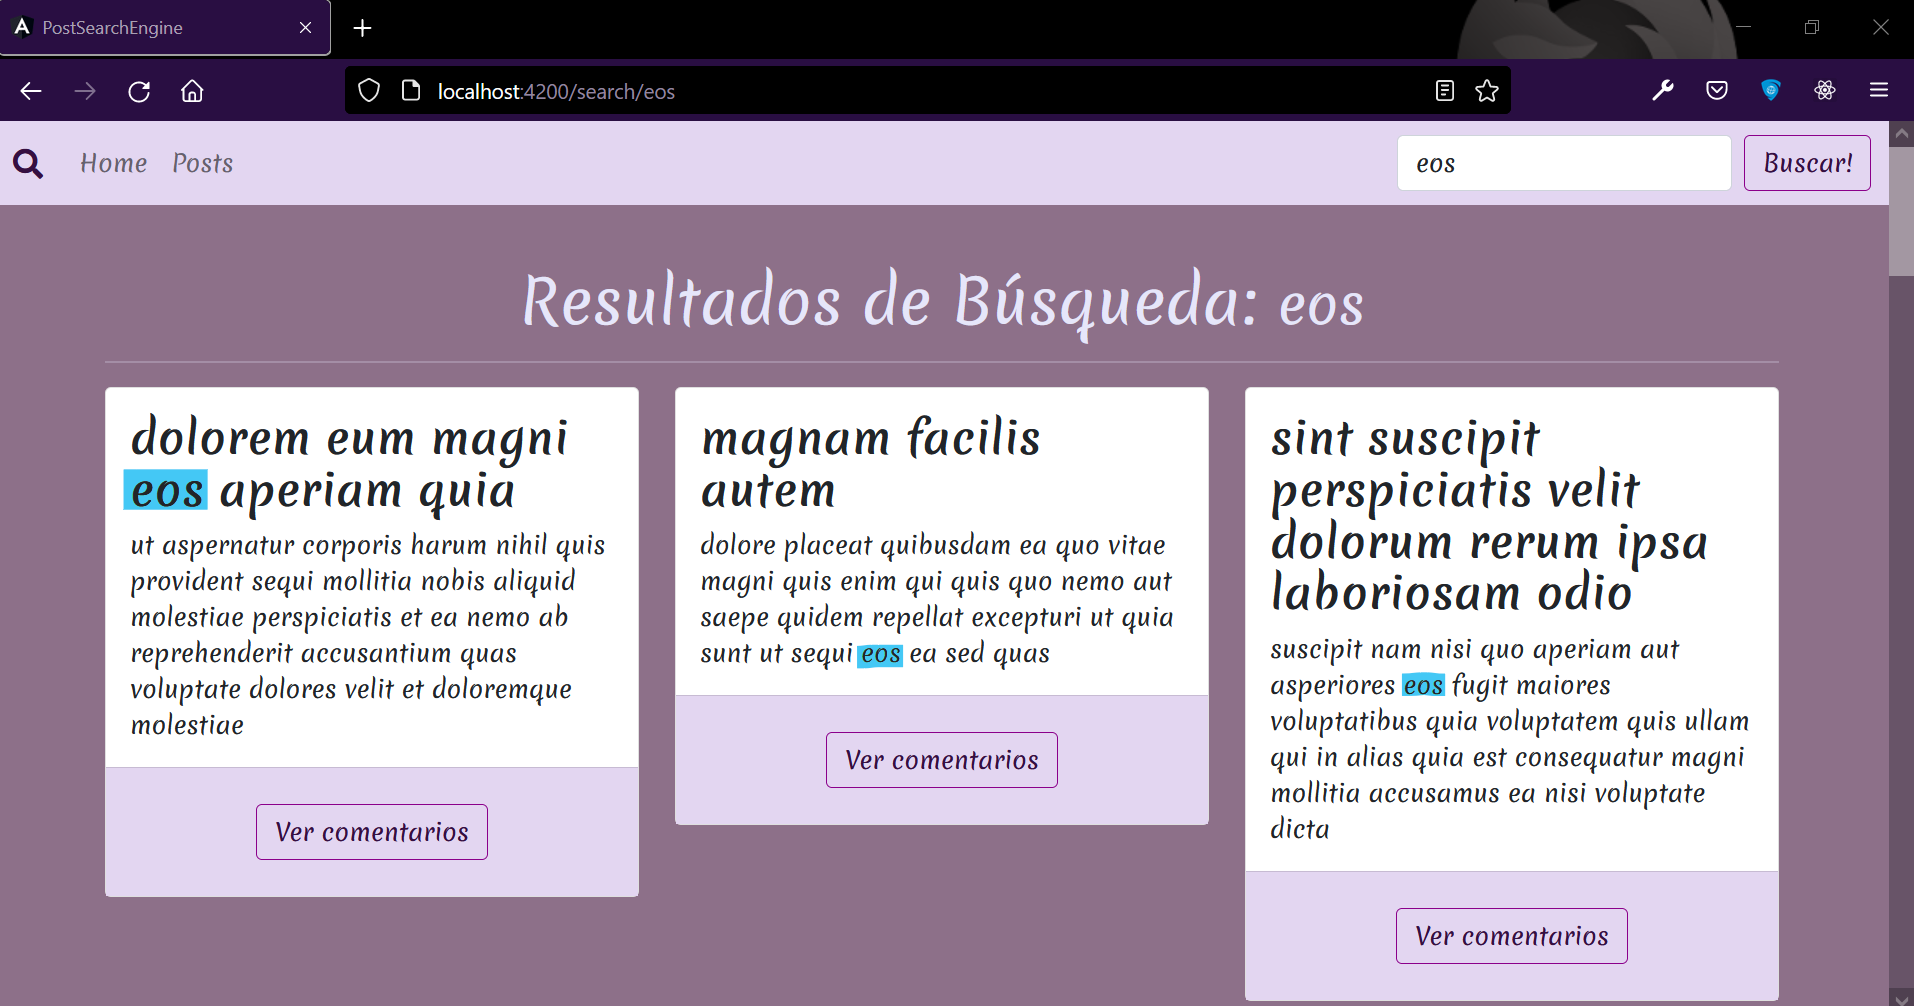 PostSearchEngine
localhost:4200/search/eos
Home Posts
eos
Buscar!
Resultados de Búsqueda: eos
dolorem eum magni
eos aperiam quia
ut aspernatur corporis harum nihil quis
provident sequi mollitia nobis aliquid
molestiae perspiciatis et ea nemo ab
reprehenderit accusantium quas
voluptate dolores velit et doloremque
molestiae
Ver comentarios
magnam facilis
autem
dolore placeat quibusdam ea quo vitae
magni quis enim qui quis quo nemo aut
saepe quidem repellat excepturi ut quia
sunt ut sequi eos ea sed quas
Ver comentarios
sint suscipit
perspiciatis velit
dolorum rerum ipsa
laboriosam odio
suscipit nam nisi quo aperiam aut
asperiores eos fugit maiores
voluptatibus quia voluptatem quis ullam
qui in alias quia est consequatur magni
mollitia accusamus ea nisi voluptate
dicta
Ver comentarios